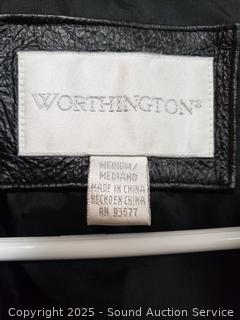 WORTHINGTON®
MEDIUM/
MEDIANO
MADE IN CHINA
HECHO EN CHINA
RN 93677
Copyright 2025 - Sound Auction Service